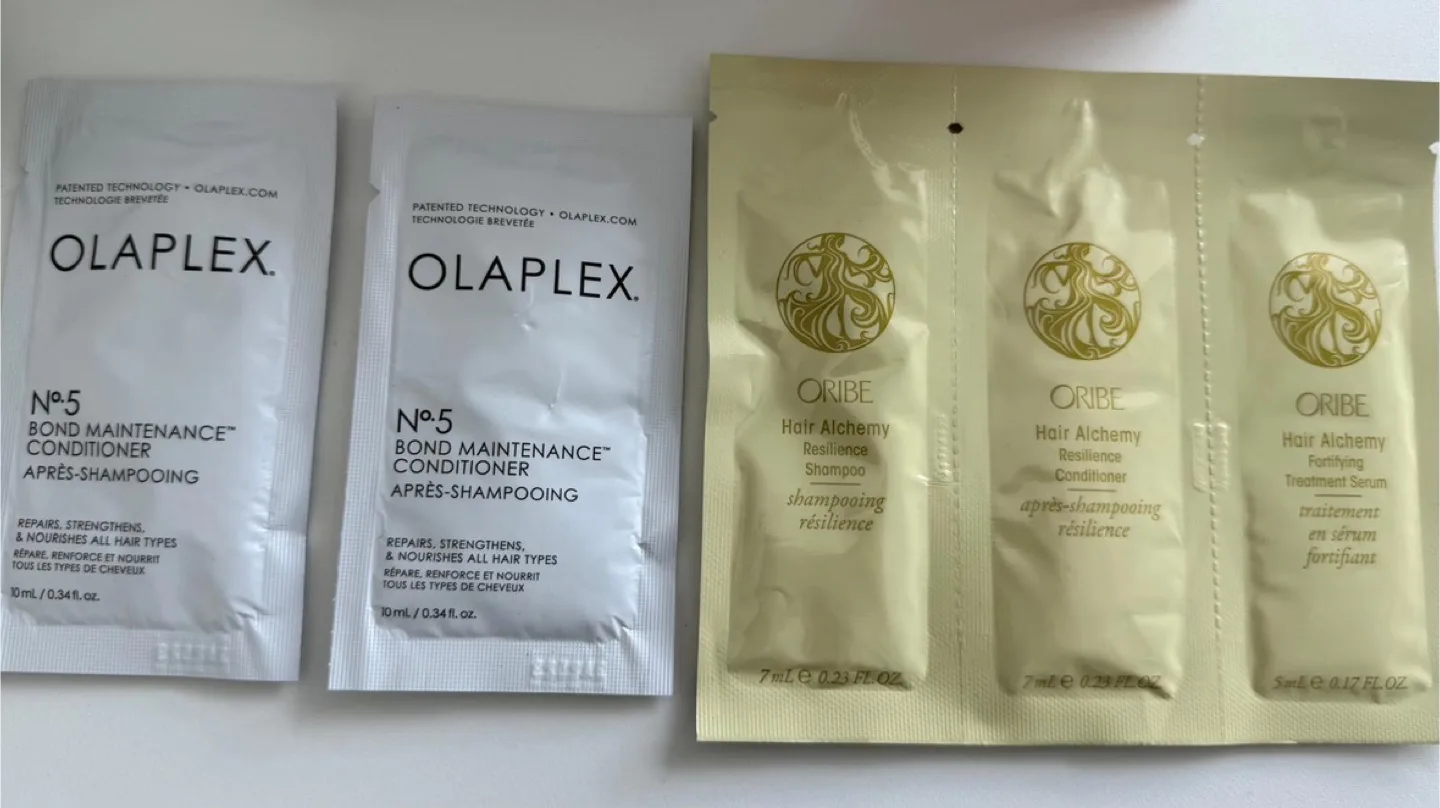 PATENTED TECHNOLOGY • OLAPLEX.COM
TECHNOLOGIE BREVETÉE
OLAPLEX.
Nº.5
BOND MAINTENANCE™
CONDITIONER
APRÈS-SHAMPOOING
REPAIRS, STRENGTHENS,
& NOURISHES ALL HAIR TYPES
RÉPARE, RENFORCE ET NOURRIT
TOUS LES TYPES DE CHEVEUX
10 mL / 0.34 fl. oz.
PATENTED TECHNOLOGY • OLAPLEX.COM
TECHNOLOGIE BREVETÉE
OLAPLEX.
Nº.5
BOND MAINTENANCE™
CONDITIONER
APRÈS-SHAMPOOING
REPAIRS, STRENGTHENS,
& NOURISHES ALL HAIR TYPES
RÉPARE, RENFORCE ET NOURRIT
TOUS LES TYPES DE CHEVEUX
10 mL / 0.34 fl. oz.
ORIBE
Hair Alchemy
Resilience
Shampoo
shampooing
résilience
7 mL ℮ 0.23 FL.OZ.
ORIBE
Hair Alchemy
Resilience
Conditioner
après-shampooing
résilience
7 mL ℮ 0.23 FL.OZ.
ORIBE
Hair Alchemy
Fortifying
Treatment Serum
traitement
en sérum
fortifiant
5 mL ℮ 0.17 FL.OZ.